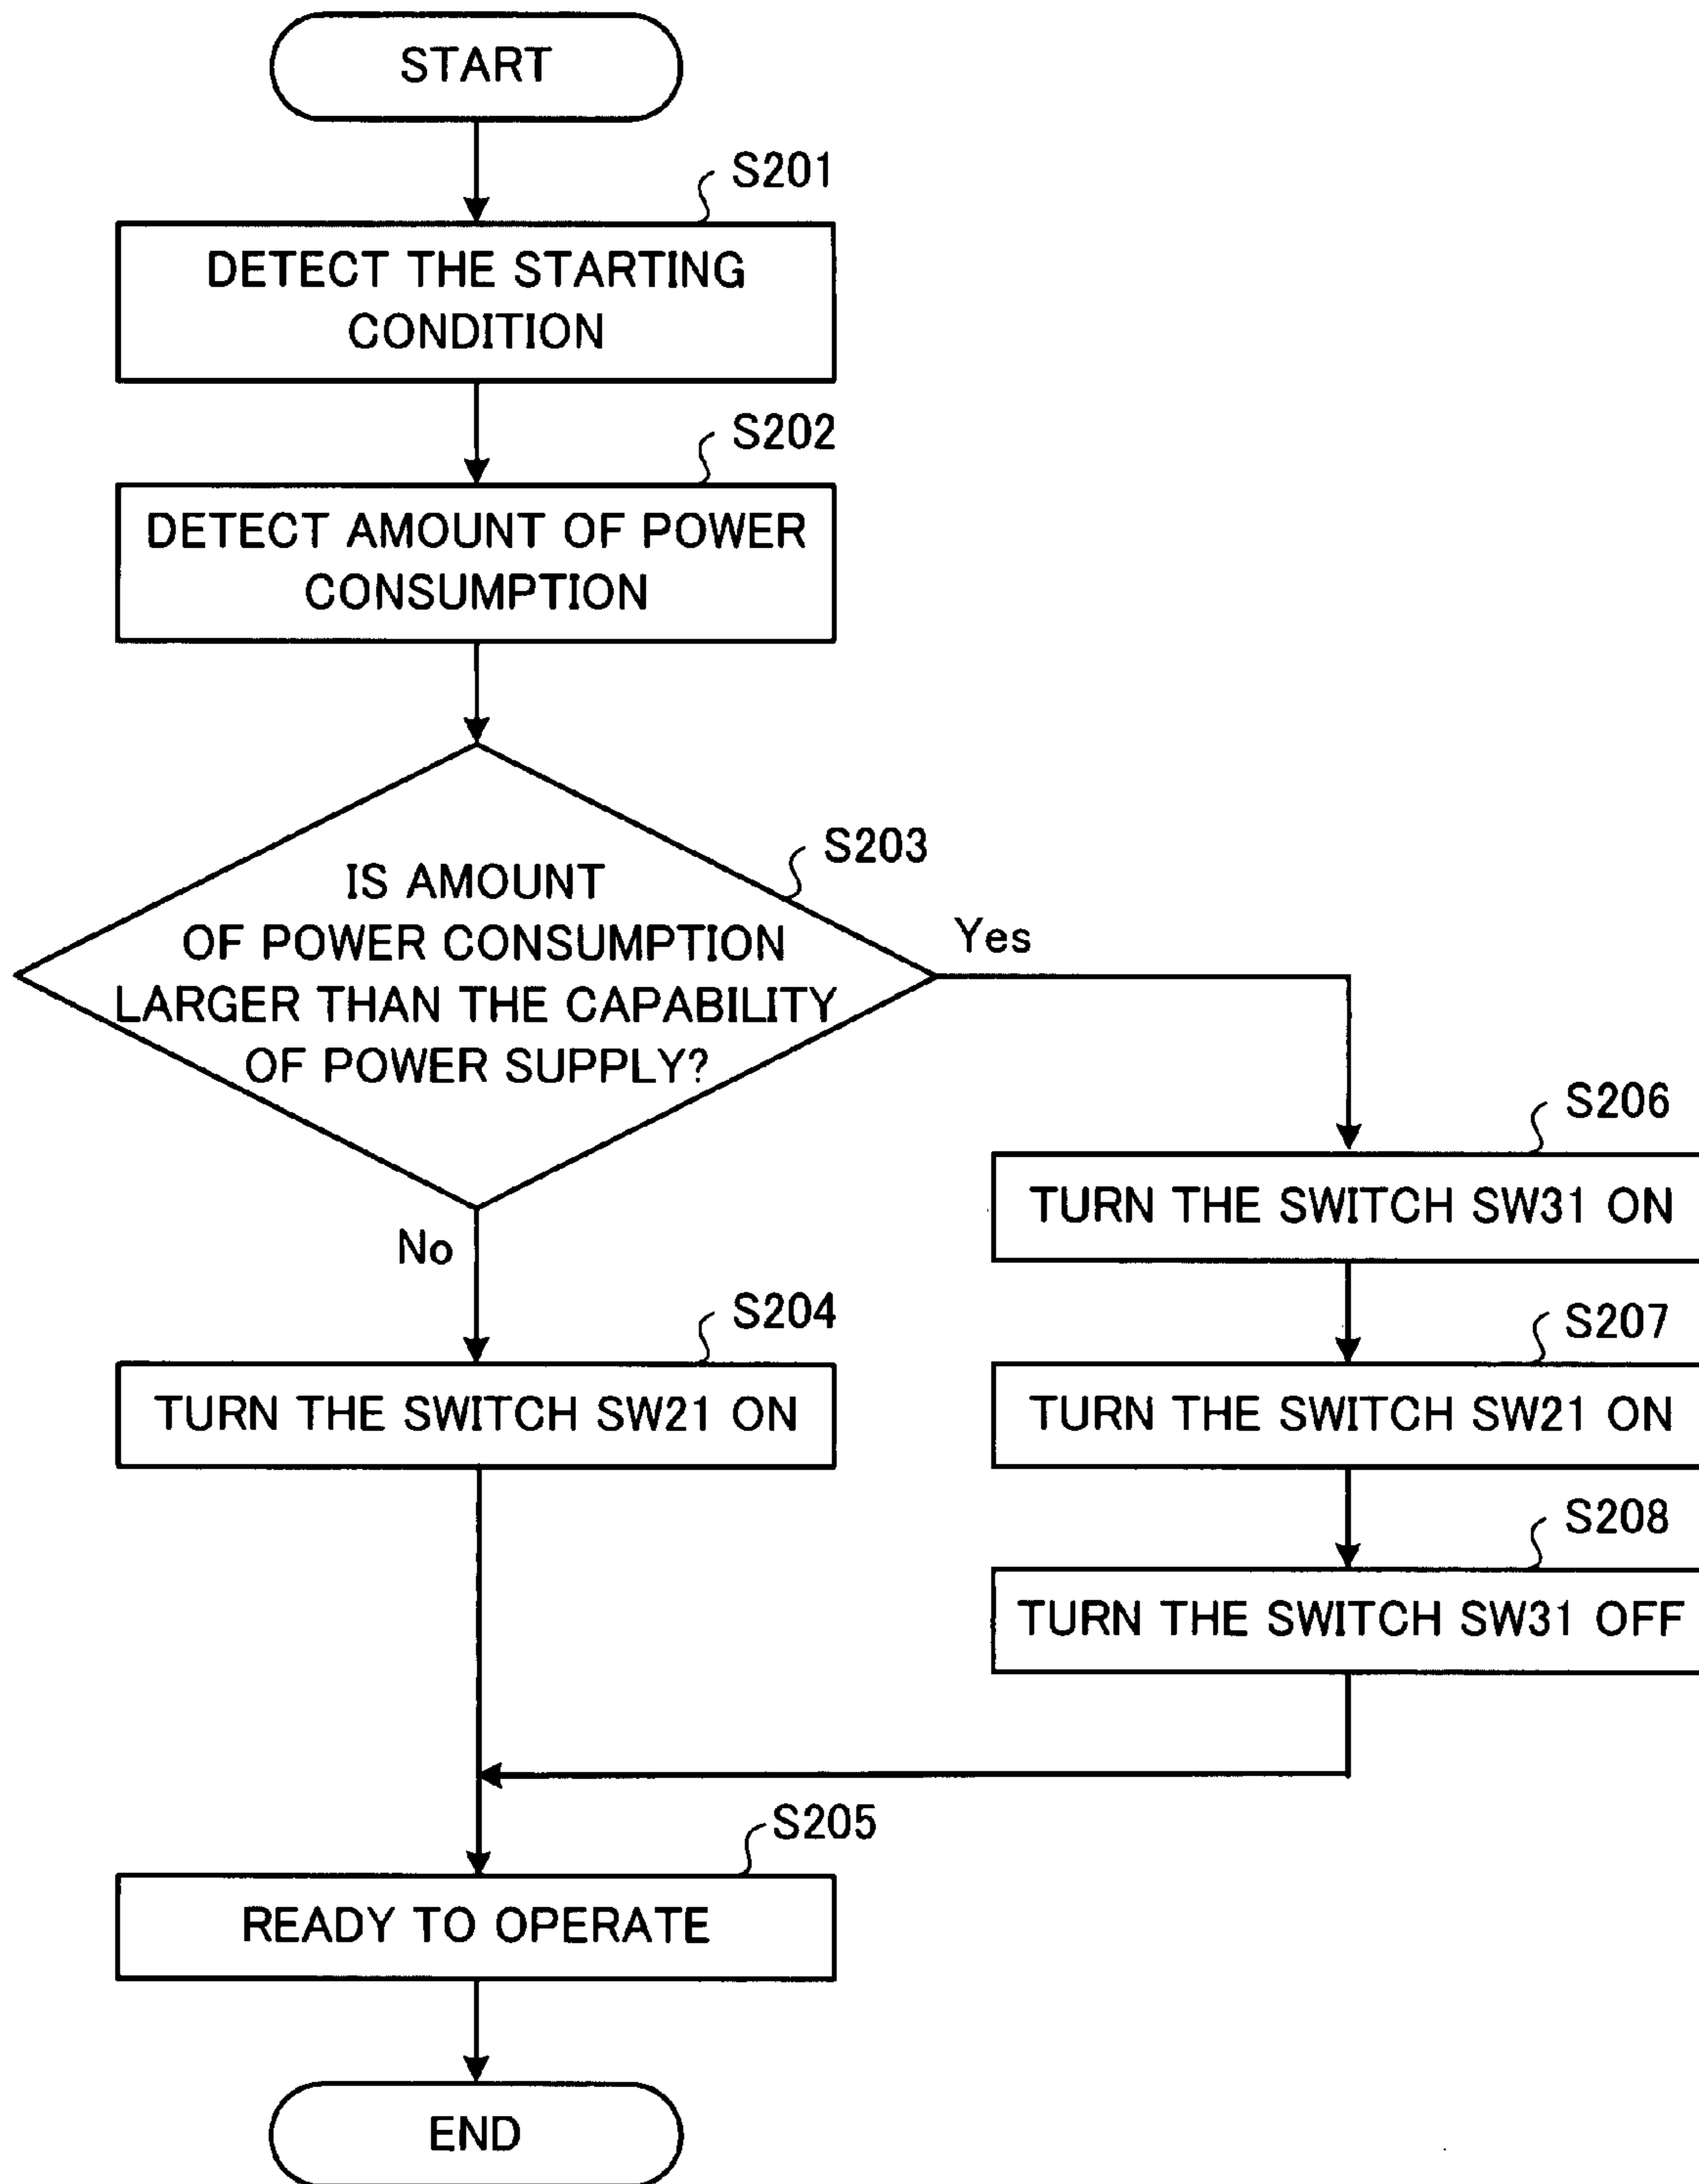 START
S201
DETECT THE STARTING
CONDITION
S202
DETECT AMOUNT OF POWER
CONSUMPTION
S203
IS AMOUNT
OF POWER CONSUMPTION
LARGER THAN THE CAPABILITY
OF POWER SUPPLY?
Yes
No
S206
TURN THE SWITCH SW31 ON
S204
TURN THE SWITCH SW21 ON
S207
TURN THE SWITCH SW21 ON
S208
TURN THE SWITCH SW31 OFF
S205
READY TO OPERATE
END